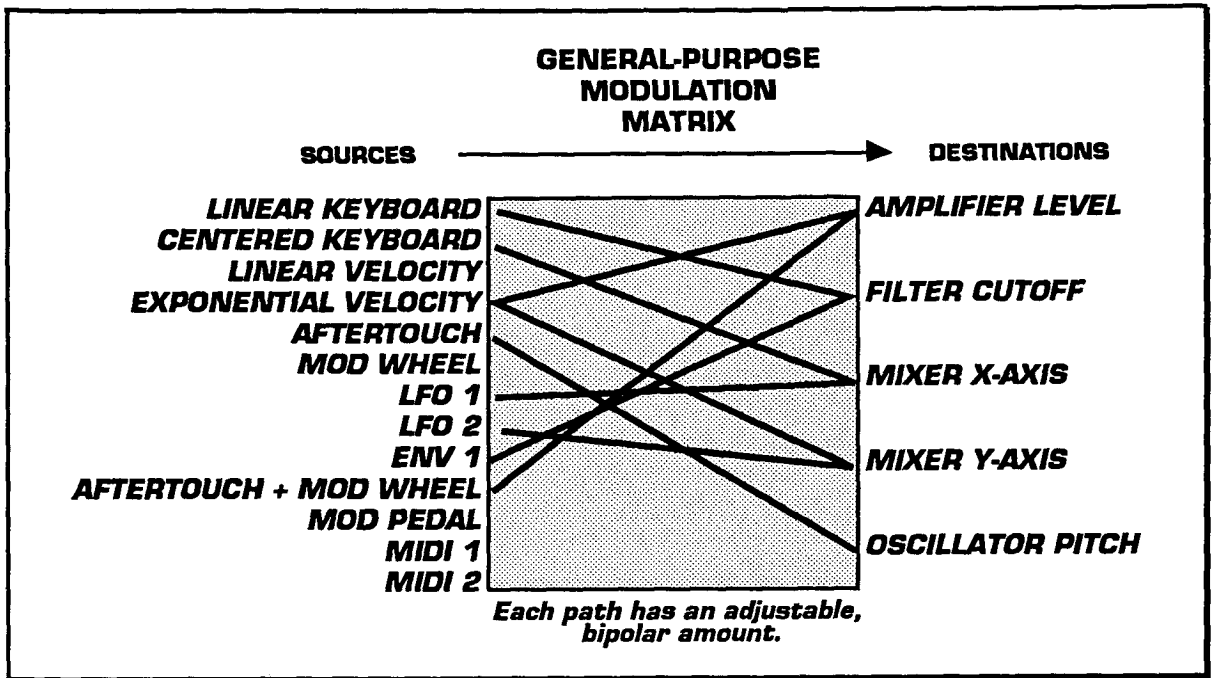 GENERAL-PURPOSE
MODULATION
MATRIX
SOURCES
DESTINATIONS
LINEAR KEYBOARD
CENTERED KEYBOARD
LINEAR VELOCITY
EXPONENTIAL VELOCITY
AFTERTOUCH
MOD WHEEL
LFO 1
LFO 2
ENV 1
AFTERTOUCH + MOD WHEEL
MOD PEDAL
MIDI 1
MIDI 2
AMPLIFIER LEVEL
FILTER CUTOFF
MIXER X-AXIS
MIXER Y-AXIS
OSCILLATOR PITCH
Each path has an adjustable,
bipolar amount.